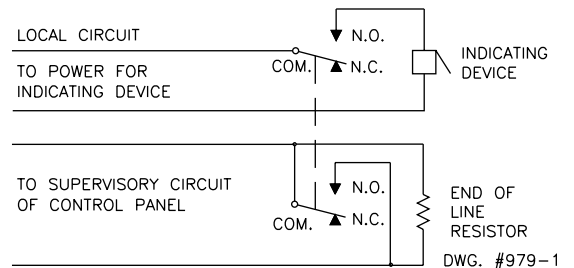 LOCAL CIRCUIT
N.O.
COM.
N.C.
INDICATING
DEVICE
TO POWER FOR
INDICATING DEVICE
TO SUPERVISORY CIRCUIT
OF CONTROL PANEL
N.O.
COM.
N.C.
END OF
LINE
RESISTOR
DWG. #979-1